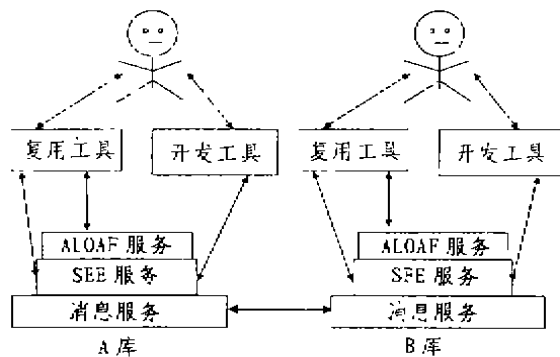 复用工具 开发工具 复用工具 开发工具
ALOAF 服务 ALOAF 服务
SEE 服务 SEE 服务
消息服务 消息服务
A 库 B 库